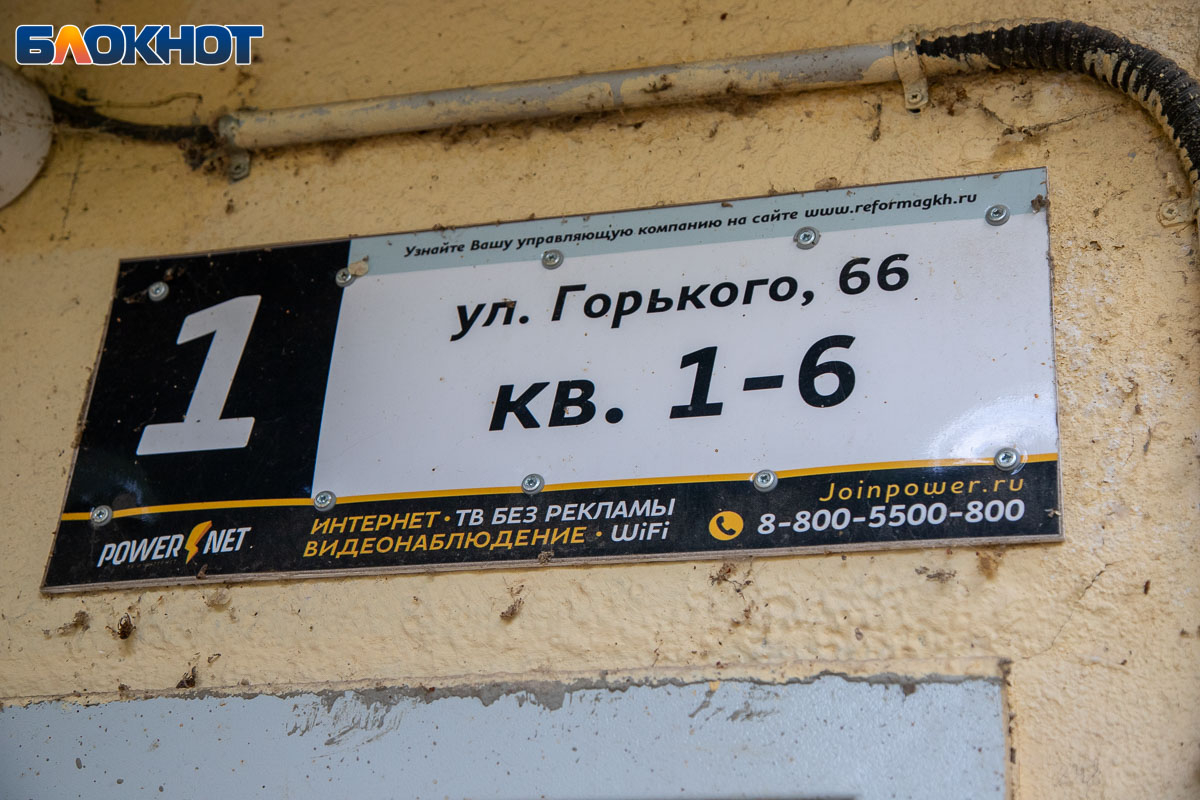 БЛОКНОТ
Узнайте Вашу управляющую компанию на сайте www.reformagkh.ru
1
ул. Горького, 66
кв. 1-6
POWER NET
ИНТЕРНЕТ · ТВ БЕЗ РЕКЛАМЫ
ВИДЕОНАБЛЮДЕНИЕ · WiFi
Joinpower.ru
8-800-5500-800